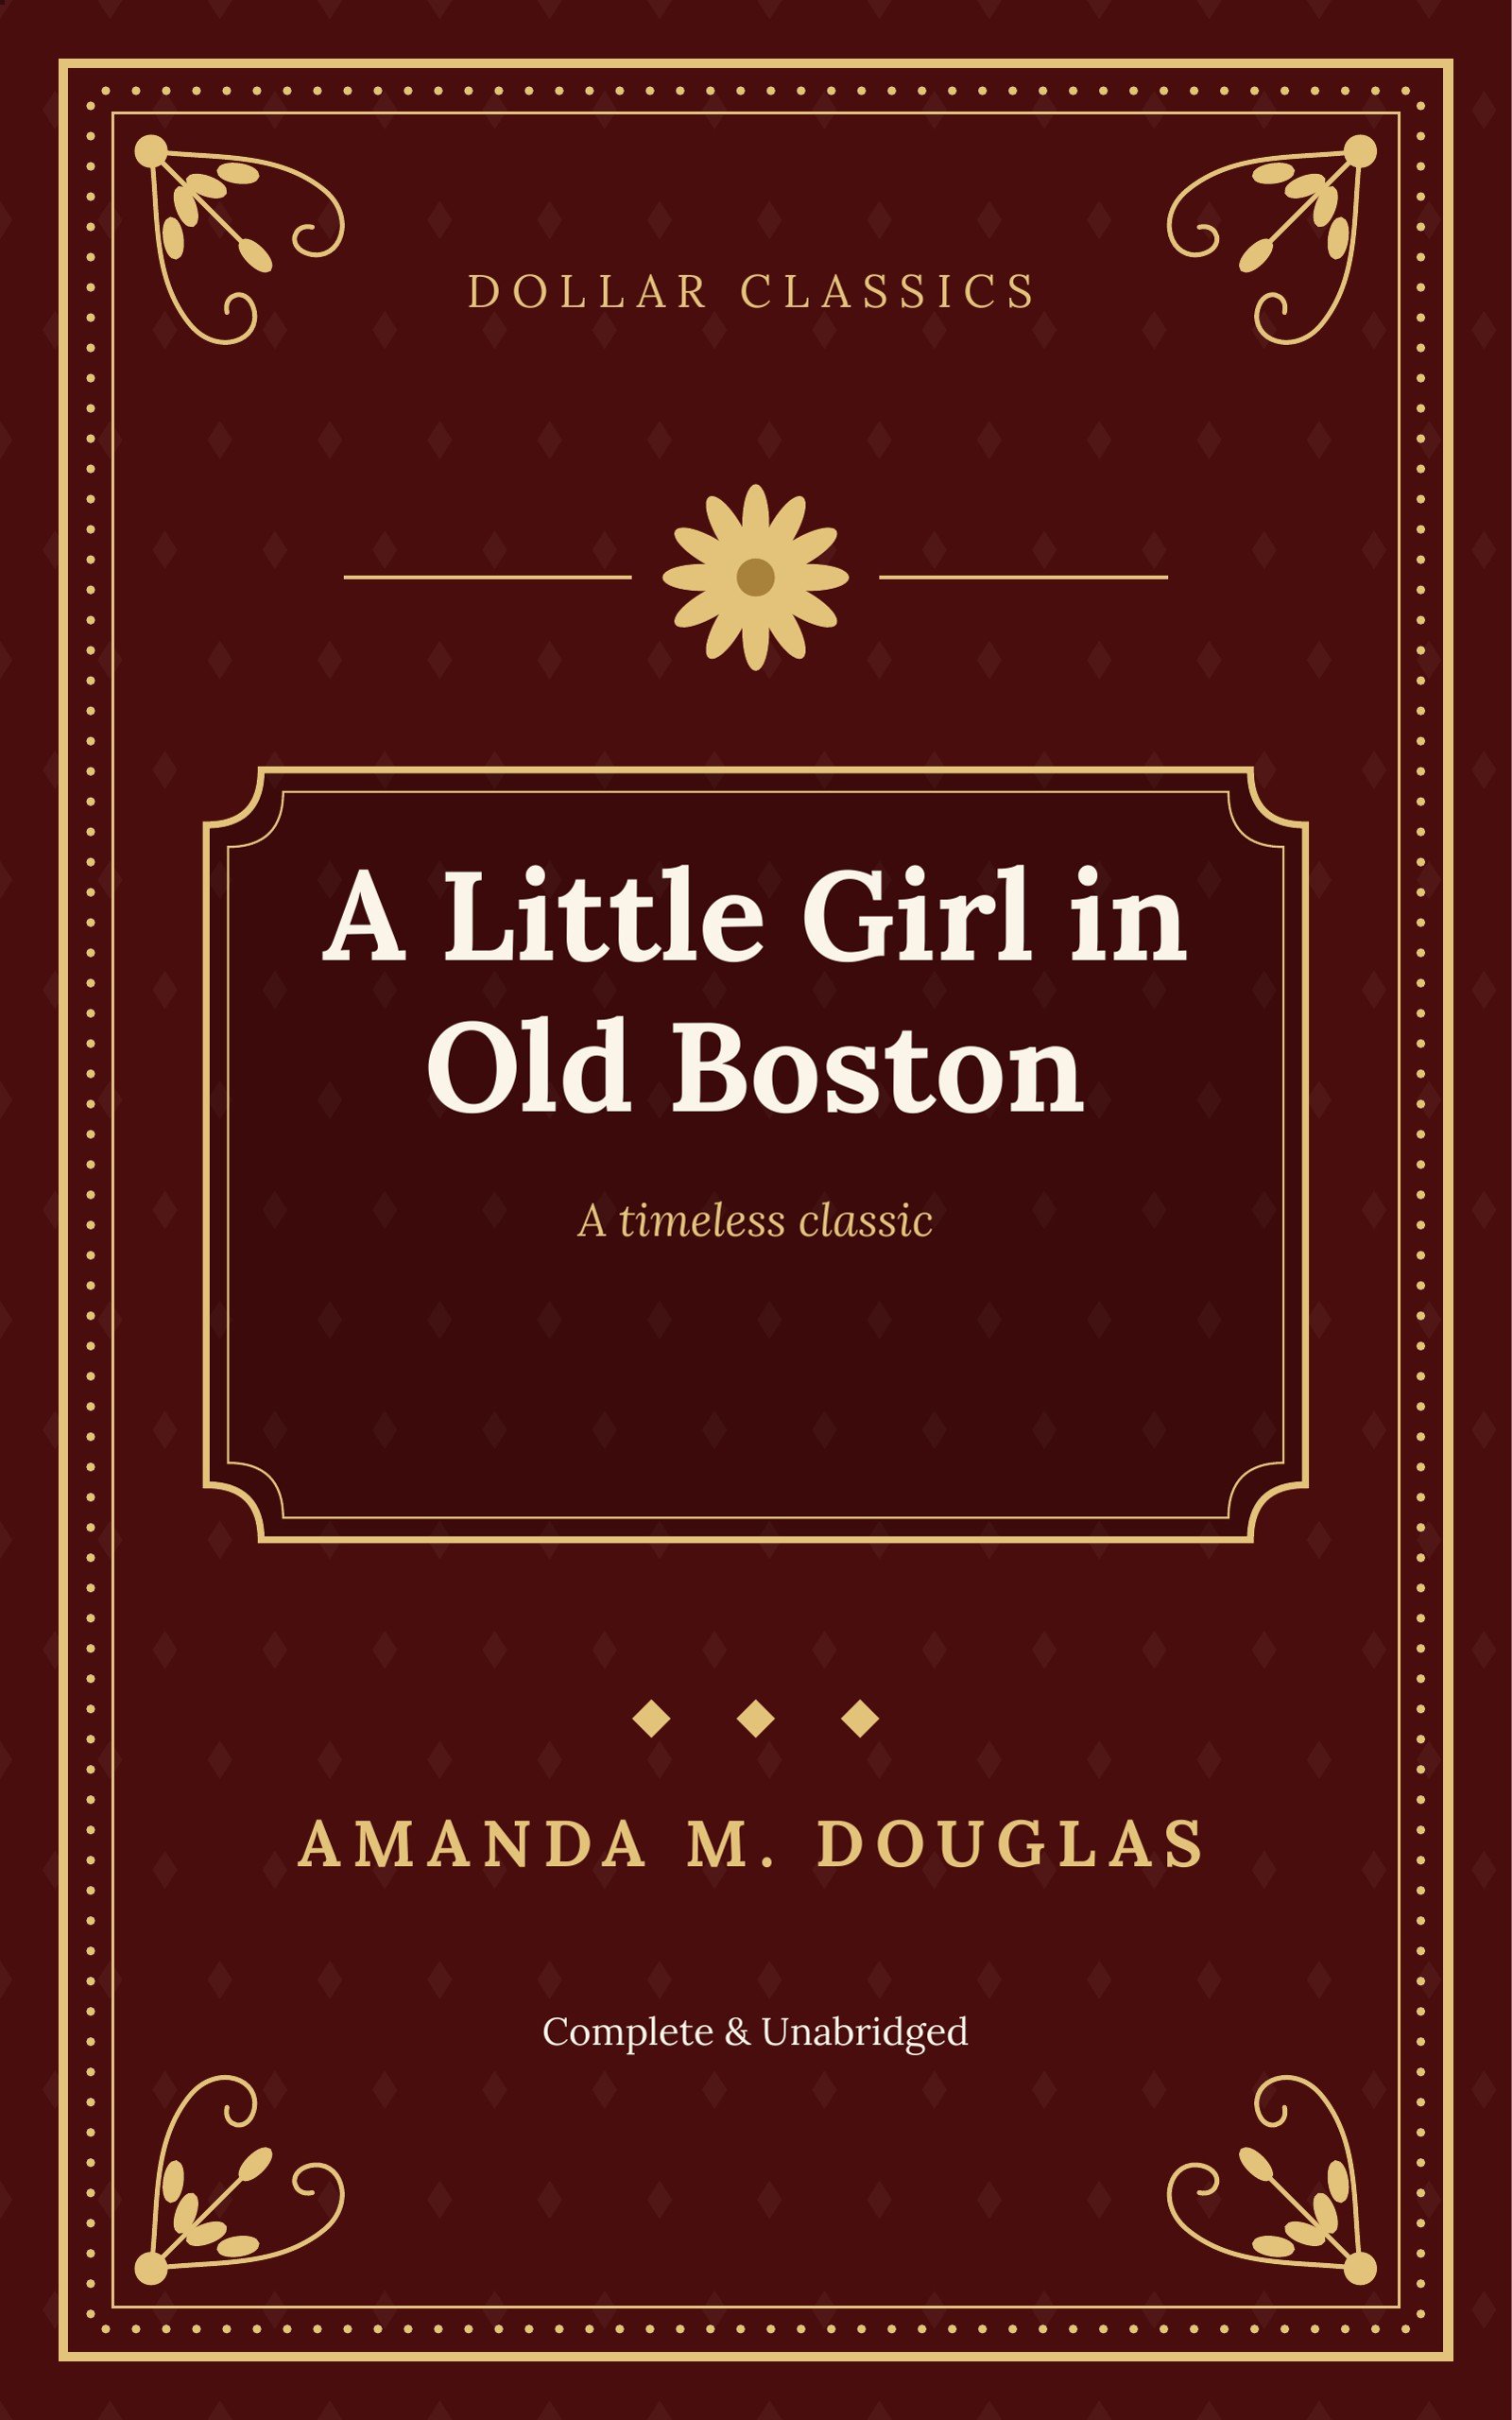 DOLLAR CLASSICS
A Little Girl in
Old Boston
A timeless classic
AMANDA M. DOUGLAS
Complete & Unabridged